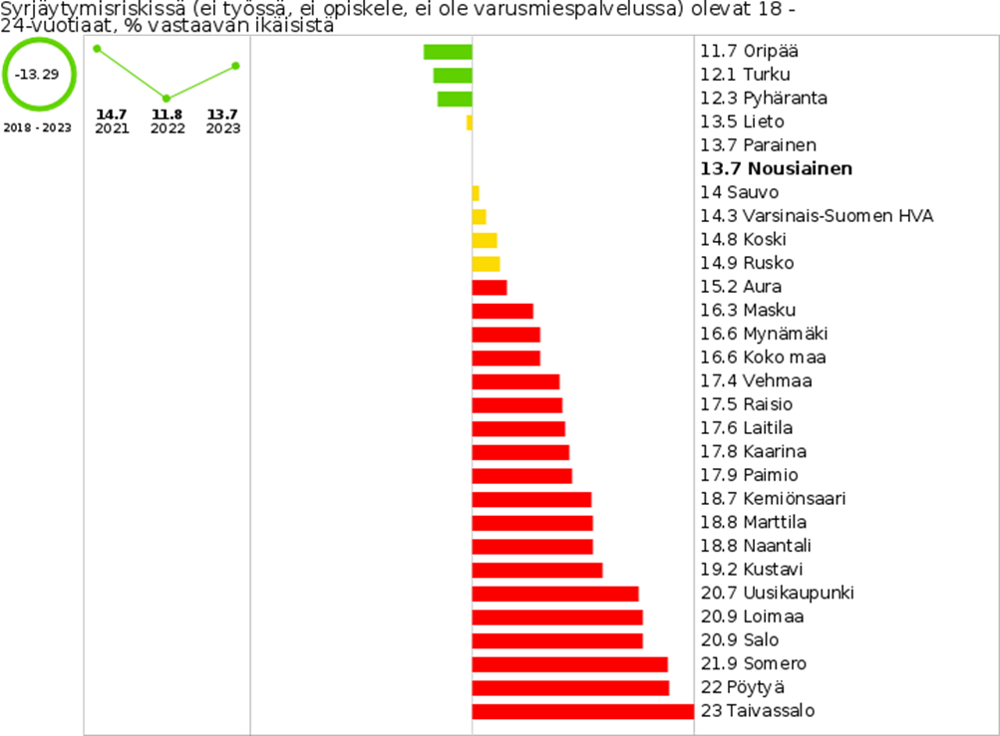 Syrjäytymisriskissä (ei työssä, ei opiskele, ei ole varusmiespalvelussa) olevat 18 -
24-vuotiaat, % vastaavan ikäisistä
-13.29
2018 - 2023
14.7 11.8 13.7
2021 2022 2023
11.7 Oripää
12.1 Turku
12.3 Pyhäranta
13.5 Lieto
13.7 Parainen
13.7 Nousiainen
14 Sauvo
14.3 Varsinais-Suomen HVA
14.8 Koski
14.9 Rusko
15.2 Aura
16.3 Masku
16.6 Mynämäki
16.6 Koko maa
17.4 Vehmaa
17.5 Raisio
17.6 Laitila
17.8 Kaarina
17.9 Paimio
18.7 Kemiönsaari
18.8 Marttila
18.8 Naantali
19.2 Kustavi
20.7 Uusikaupunki
20.9 Loimaa
20.9 Salo
21.9 Somero
22 Pöytyä
23 Taivassalo